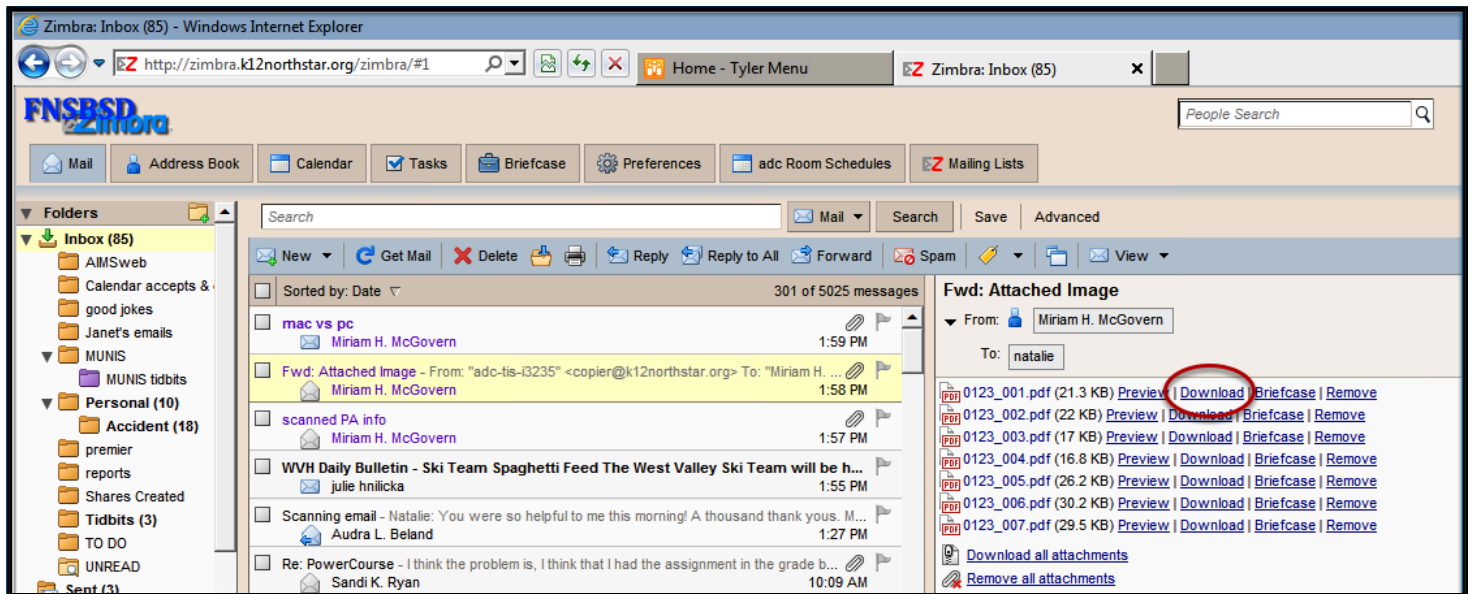 Zimbra: Inbox (85) - Windows Internet Explorer
http://zimbra.k12northstar.org/zimbra/#1
Home - Tyler Menu
Zimbra: Inbox (85)
FNSBSD
Zimbra
People Search
Mail Address Book Calendar Tasks Briefcase Preferences adc Room Schedules Mailing Lists
Folders
Inbox (85)
AIMSweb
Calendar accepts &
good jokes
Janet's emails
MUNIS
MUNIS tidbits
Personal (10)
Accident (18)
premier
reports
Shares Created
Tidbits (3)
TO DO
UNREAD
Sent (3)
Search Mail Search Save Advanced
New Get Mail Delete Reply Reply to All Forward Spam View
Sorted by: Date 301 of 5025 messages
mac vs pc
Miriam H. McGovern 1:59 PM
Fwd: Attached Image - From: "adc-tis-i3235" <copier@k12northstar.org> To: "Miriam H. ...
Miriam H. McGovern 1:58 PM
scanned PA info
Miriam H. McGovern 1:57 PM
WVH Daily Bulletin - Ski Team Spaghetti Feed The West Valley Ski Team will be h...
julie hnilicka 1:55 PM
Scanning email - Natalie: You were so helpful to me this morning! A thousand thank yous. M...
Audra L. Beland 1:27 PM
Re: PowerCourse - I think the problem is, I think that I had the assignment in the grade b...
Sandi K. Ryan 10:09 AM
Fwd: Attached Image
From: Miriam H. McGovern
To: natalie
0123_001.pdf (21.3 KB) Preview | Download | Briefcase | Remove
0123_002.pdf (22 KB) Preview | Download | Briefcase | Remove
0123_003.pdf (17 KB) Preview | Download | Briefcase | Remove
0123_004.pdf (16.8 KB) Preview | Download | Briefcase | Remove
0123_005.pdf (26.2 KB) Preview | Download | Briefcase | Remove
0123_006.pdf (30.2 KB) Preview | Download | Briefcase | Remove
0123_007.pdf (29.5 KB) Preview | Download | Briefcase | Remove
Download all attachments
Remove all attachments